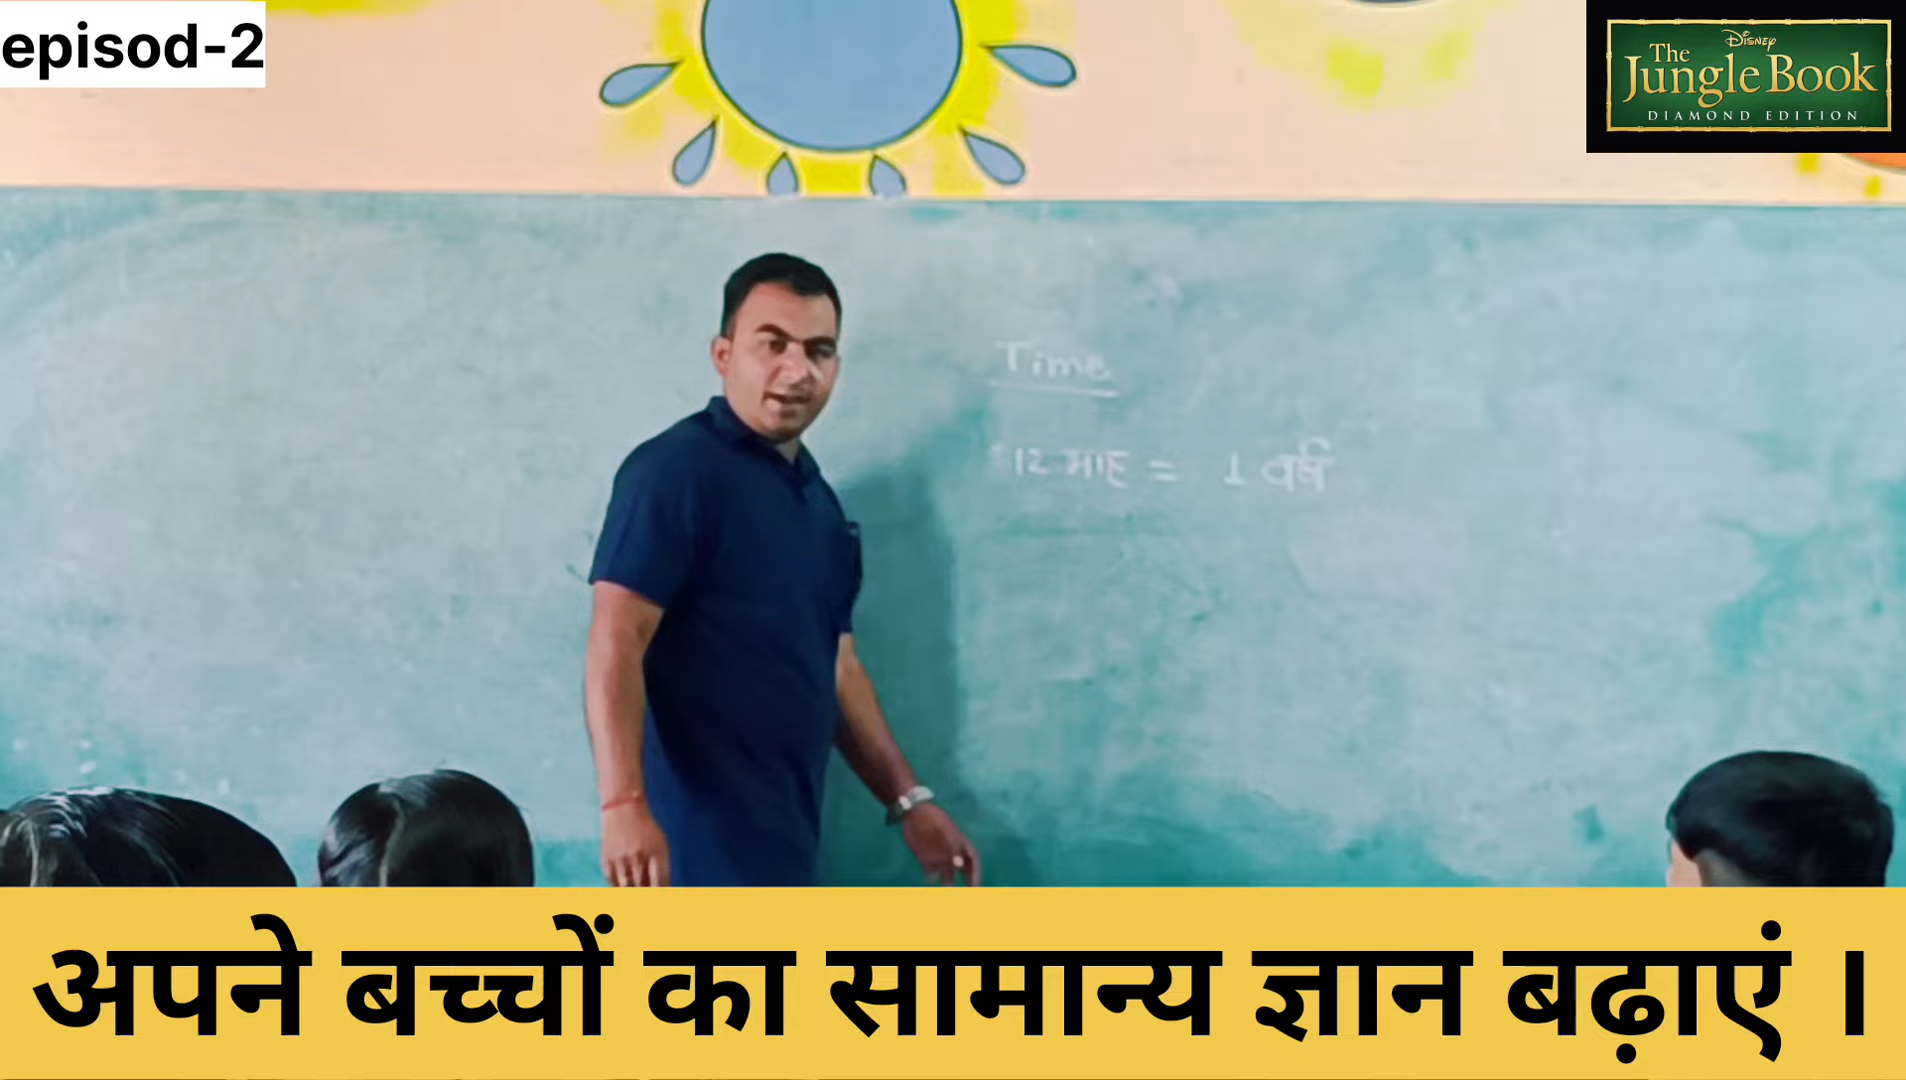 episod-2
DISNEY
The
Jungle Book
DIAMOND EDITION
Time
12 माह = 1 वर्ष
अपने बच्चों का सामान्य ज्ञान बढ़ाएं ।